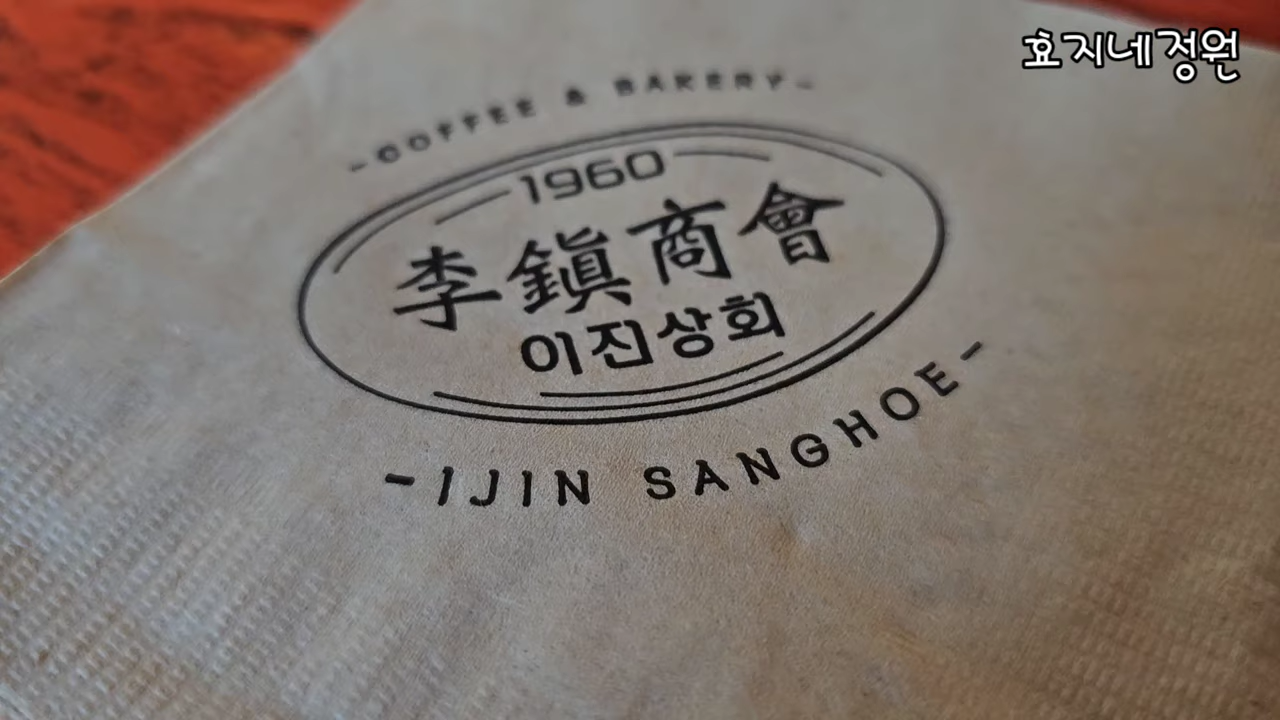 효지네정원
-COFFEE & BAKERY-
1960
李鎭商會
이진상회
-IJIN SANGHOE-